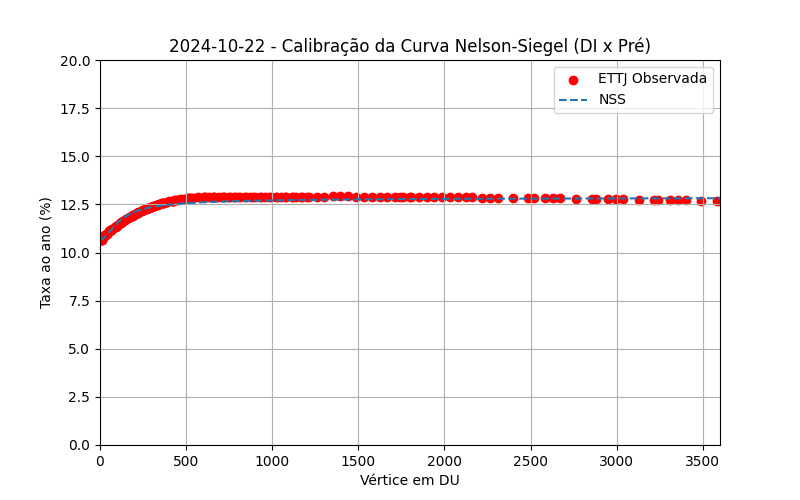 2024-10-22 - Calibração da Curva Nelson-Siegel (DI x Pré)
ETTJ Observada
NSS
20.0
17.5
15.0
12.5
10.0
7.5
5.0
2.5
0.0
Taxa ao ano (%)
0 500 1000 1500 2000 2500 3000 3500
Vértice em DU